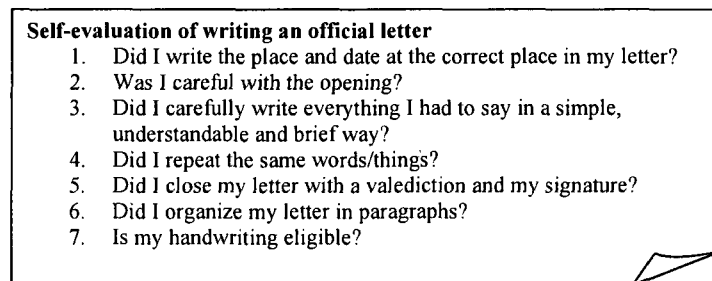 Self-evaluation of writing an official letter
1. Did I write the place and date at the correct place in my letter?
2. Was I careful with the opening?
3. Did I carefully write everything I had to say in a simple,
understandable and brief way?
4. Did I repeat the same words/things?
5. Did I close my letter with a valediction and my signature?
6. Did I organize my letter in paragraphs?
7. Is my handwriting eligible?